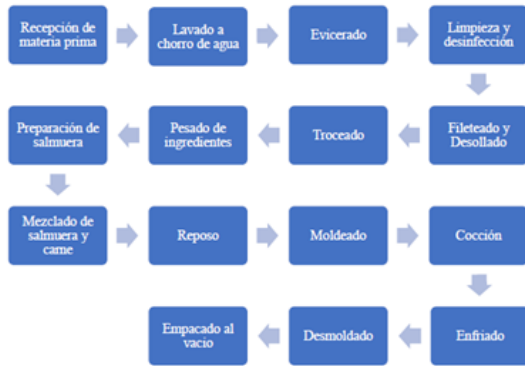 Recepción de
materia prima
Lavado a
chorro de agua
Evicerado
Limpieza y
desinfección
Fileteado y
Desollado
Troceado
Pesado de
ingredientes
Preparación de
salmuera
Mezclado de
salmuera y
carne
Reposo
Moldeado
Cocción
Enfriado
Desmoldado
Empacado al
vacio